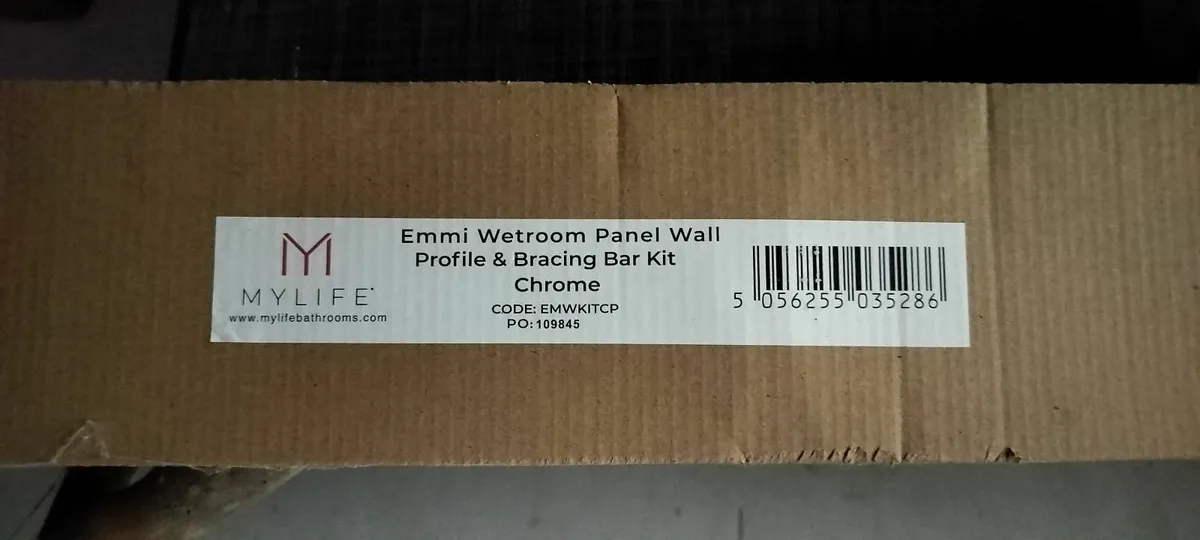 MYLIFE
www.mylifebathrooms.com
Emmi Wetroom Panel Wall
Profile & Bracing Bar Kit
Chrome
CODE: EMWKITCP
PO: 109845
5 056255 035286